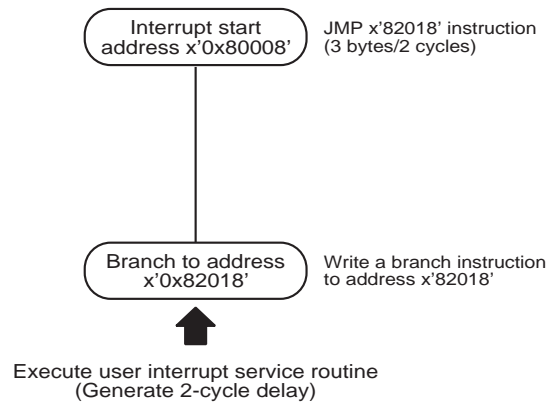 Interrupt start
address x'0x80008'
JMP x'82018' instruction
(3 bytes/2 cycles)
Branch to address
x'0x82018'
Write a branch instruction
to address x'82018'
Execute user interrupt service routine
(Generate 2-cycle delay)